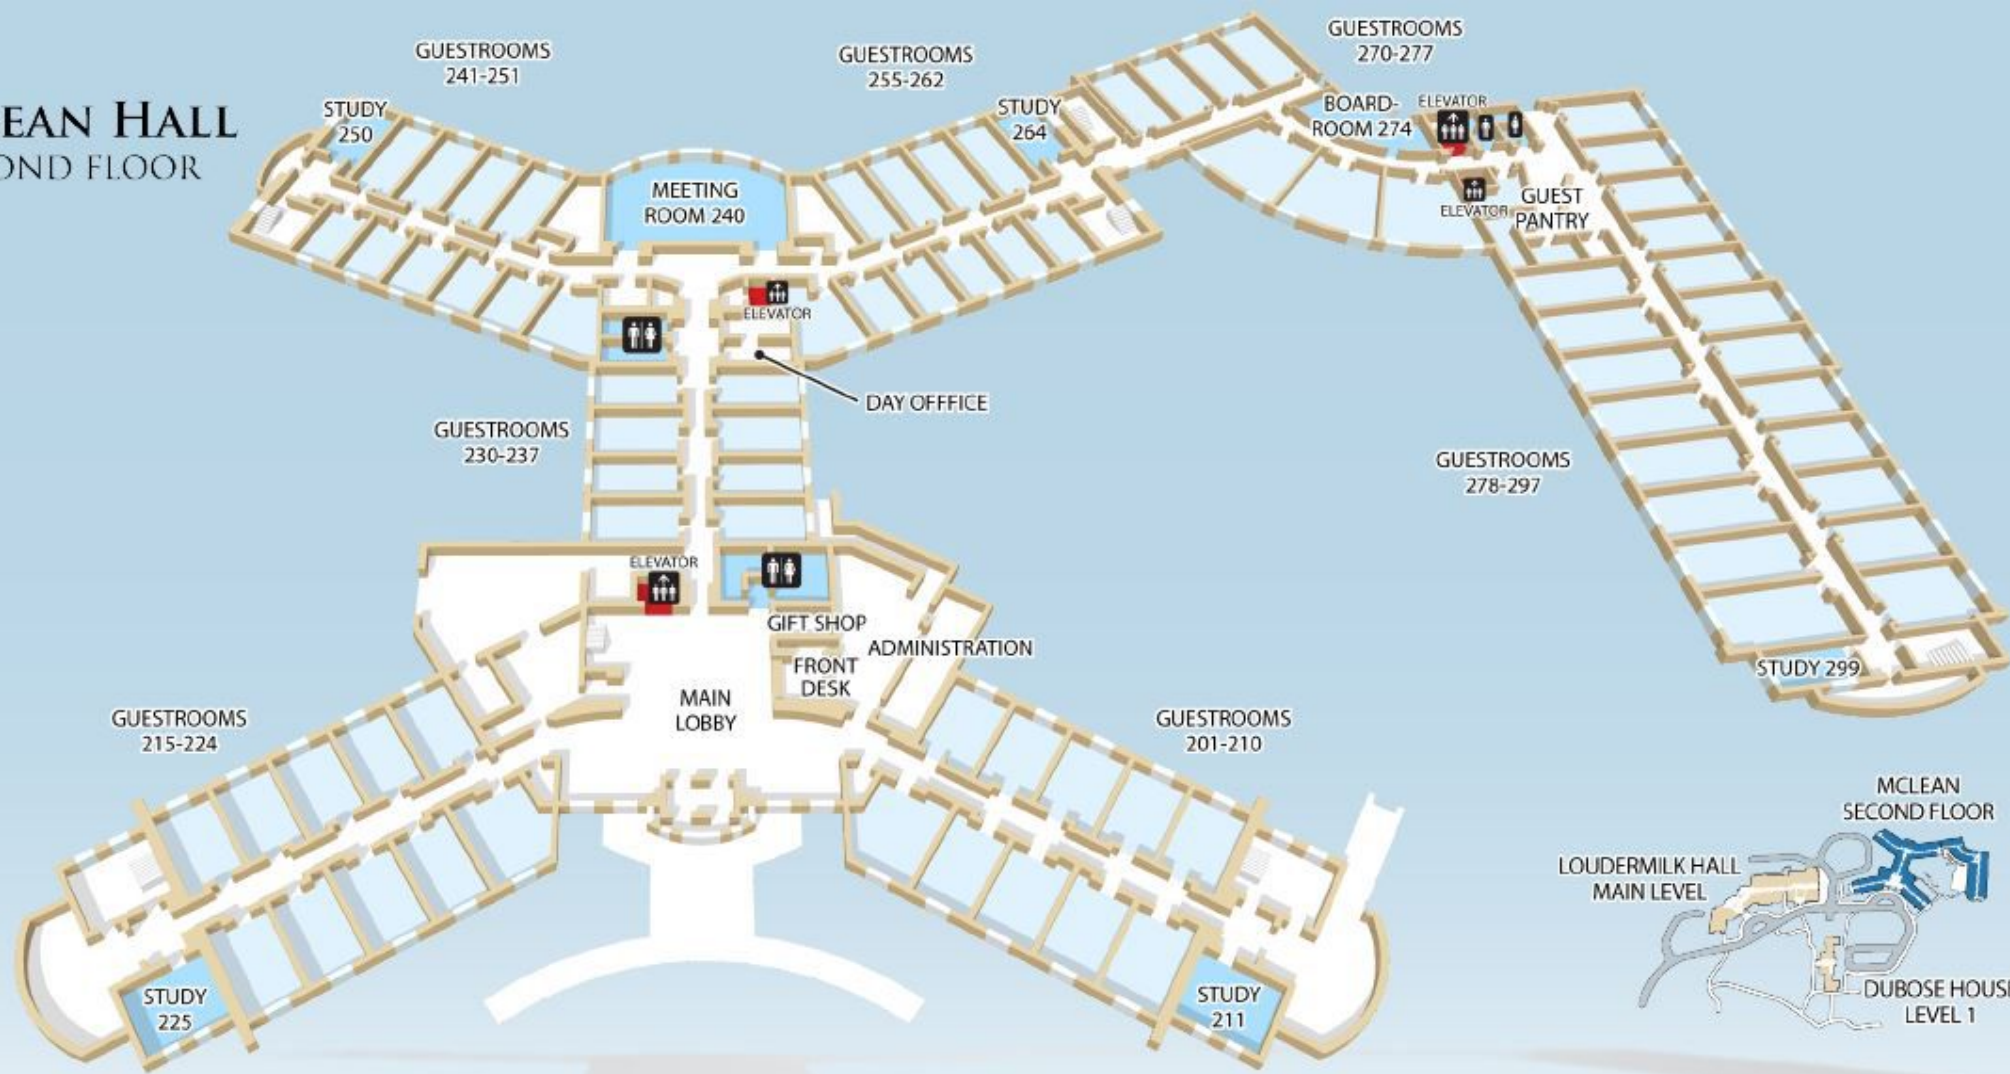 EAN HALL
OND FLOOR
GUESTROOMS
241-251
STUDY
250
MEETING
ROOM 240
GUESTROOMS
255-262
STUDY
264
GUESTROOMS
270-277
BOARD-
ROOM 274
ELEVATOR
ELEVATOR
GUEST
PANTRY
ELEVATOR
DAY OFFFICE
GUESTROOMS
230-237
GUESTROOMS
278-297
STUDY 299
ELEVATOR
GIFT SHOP
ADMINISTRATION
FRONT
DESK
MAIN
LOBBY
GUESTROOMS
215-224
GUESTROOMS
201-210
STUDY
225
STUDY
211
MCLEAN
SECOND FLOOR
LOUDERMILK HALL
MAIN LEVEL
DUBOSE HOUSE
LEVEL 1